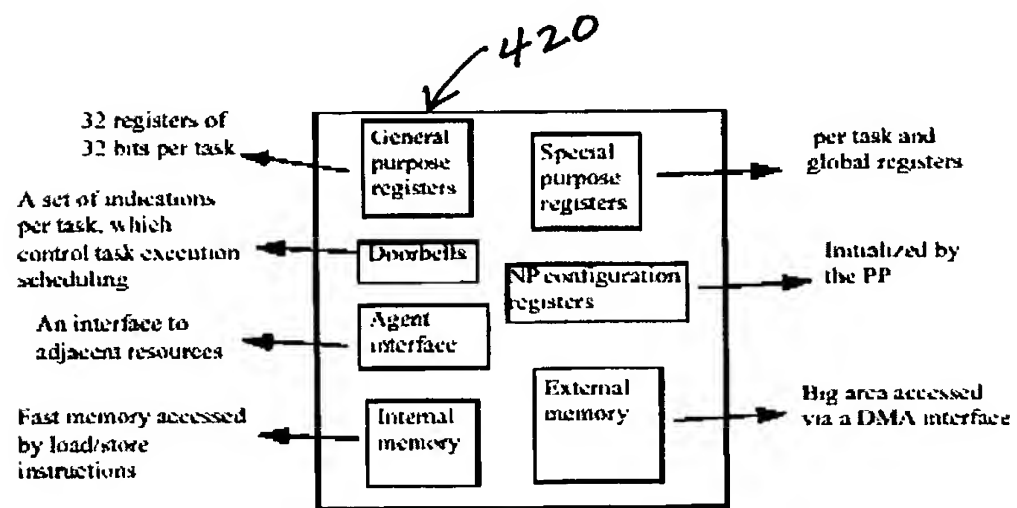 420
32 registers of
32 bits per task
General
purpose
registers
Special
purpose
registers
per task and
global registers
A set of indications
per task, which
control task execution
scheduling
Doorbells
NP configuration
registers
Initialized by
the PP
An interface to
adjacent resources
Agent
interface
Fast memory accessed
by load/store
instructions
Internal
memory
External
memory
Big area accessed
via a DMA interface